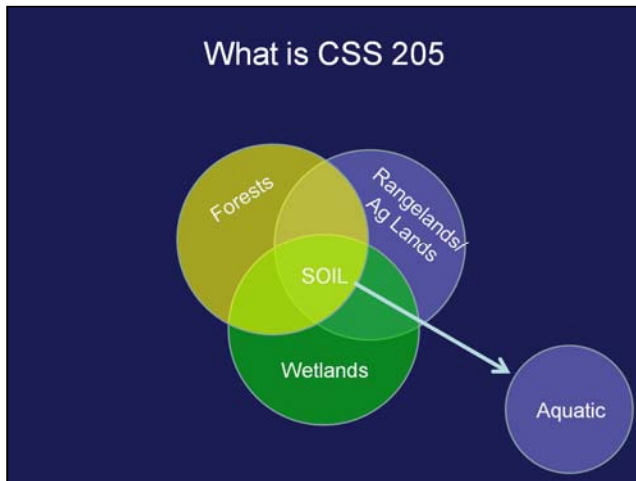 What is CSS 205
Forests
Rangelands/
Ag Lands
SOIL
Wetlands
Aquatic